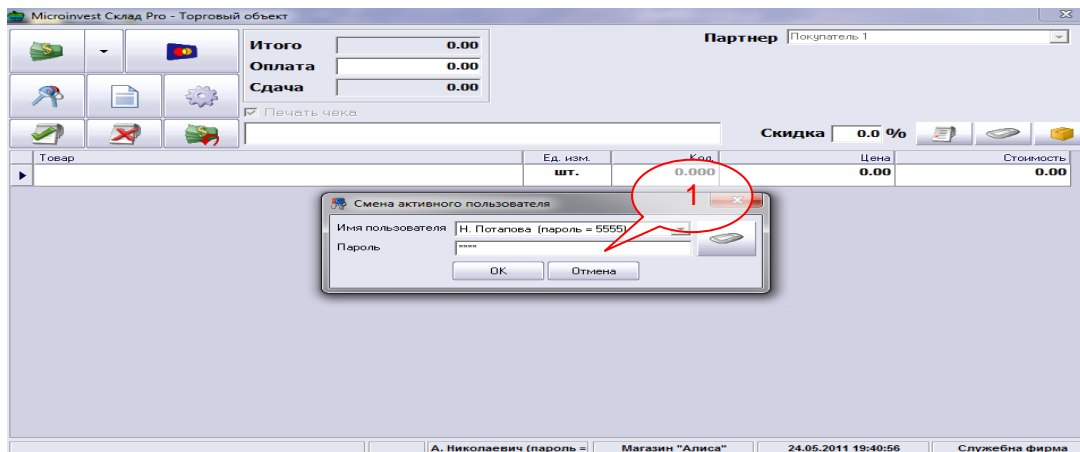 Microinvest Склад Pro - Торговый объект
Итого 0.00
Оплата 0.00
Сдача 0.00
Печать чека
Партнер Покупатель 1
Скидка 0.0 %
Товар Ед. изм. Кол. Цена Стоимость
шт. 0.000 0.00 0.00
1
Смена активного пользователя
Имя пользователя Н. Потапова (пароль = 5555)
Пароль ****
OK Отмена
А. Николаевич (пароль = Магазин "Алиса" 24.05.2011 19:40:56 Служебна фирма